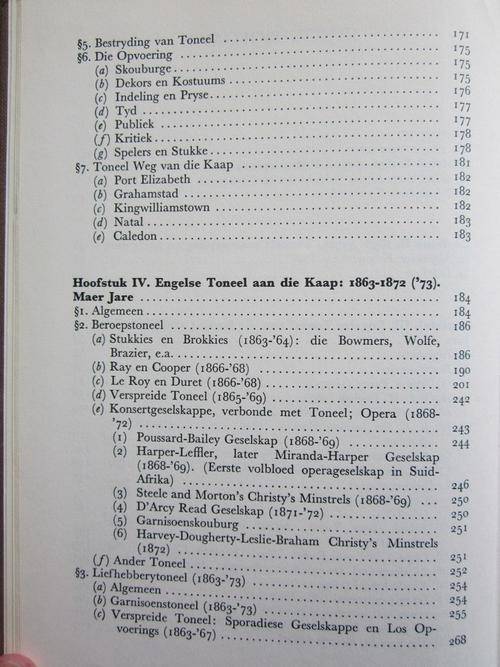 §5. Bestryding van Toneel ........ 171
§6. Die Opvoering ........ 175
(a) Skouburge ........ 175
(b) Dekors en Kostuums ........ 175
(c) Indeling en Pryse ........ 176
(d) Tyd ........ 177
(e) Publiek ........ 177
(f) Kritiek ........ 178
(g) Spelers en Stukke ........ 178
§7. Toneel Weg van die Kaap ........ 181
(a) Port Elizabeth ........ 182
(b) Grahamstad ........ 182
(c) Kingwilliamstown ........ 182
(d) Natal ........ 183
(e) Caledon ........ 183
Hoofstuk IV. Engelse Toneel aan die Kaap: 1863-1872 ('73).
Maer Jare ........ 184
§1. Algemeen ........ 184
§2. Beroepstoneel ........ 186
(a) Stukkies en Brokkies (1863-'64): die Bowmers, Wolfe,
Brazier, e.a. ........ 186
(b) Ray en Cooper (1866-'68) ........ 190
(c) Le Roy en Duret (1866-'68) ........ 201
(d) Verspreide Toneel (1865-'69) ........ 242
(e) Konsertgeselskappe, verbonde met Toneel; Opera (1868-
'72) ........ 243
(1) Poussard-Bailey Geselskap (1868-'69) ........ 244
(2) Harper-Leffler, later Miranda-Harper Geselskap
(1868-'69). (Eerste volbloed operageselskap in Suid-
Afrika) ........ 246
(3) Steele and Morton's Christy's Minstrels (1868-'69) ... 250
(4) D'Arcy Read Geselskap (1871-'72) ........ 250
(5) Garnisoenskouburg ........ 251
(6) Harvey-Dougherty-Leslie-Braham Christy's Minstrels
(1872) ........ 251
(f) Ander Toneel ........ 252
§3. Liefhebberytoneel (1863-'73) ........ 254
(a) Algemeen ........ 254
(b) Garnisoenstoneel (1863-'73) ........ 255
(c) Verspreide Toneel: Sporadiese Geselskappe en Los Op-
voerings (1863-'67) ........ 268